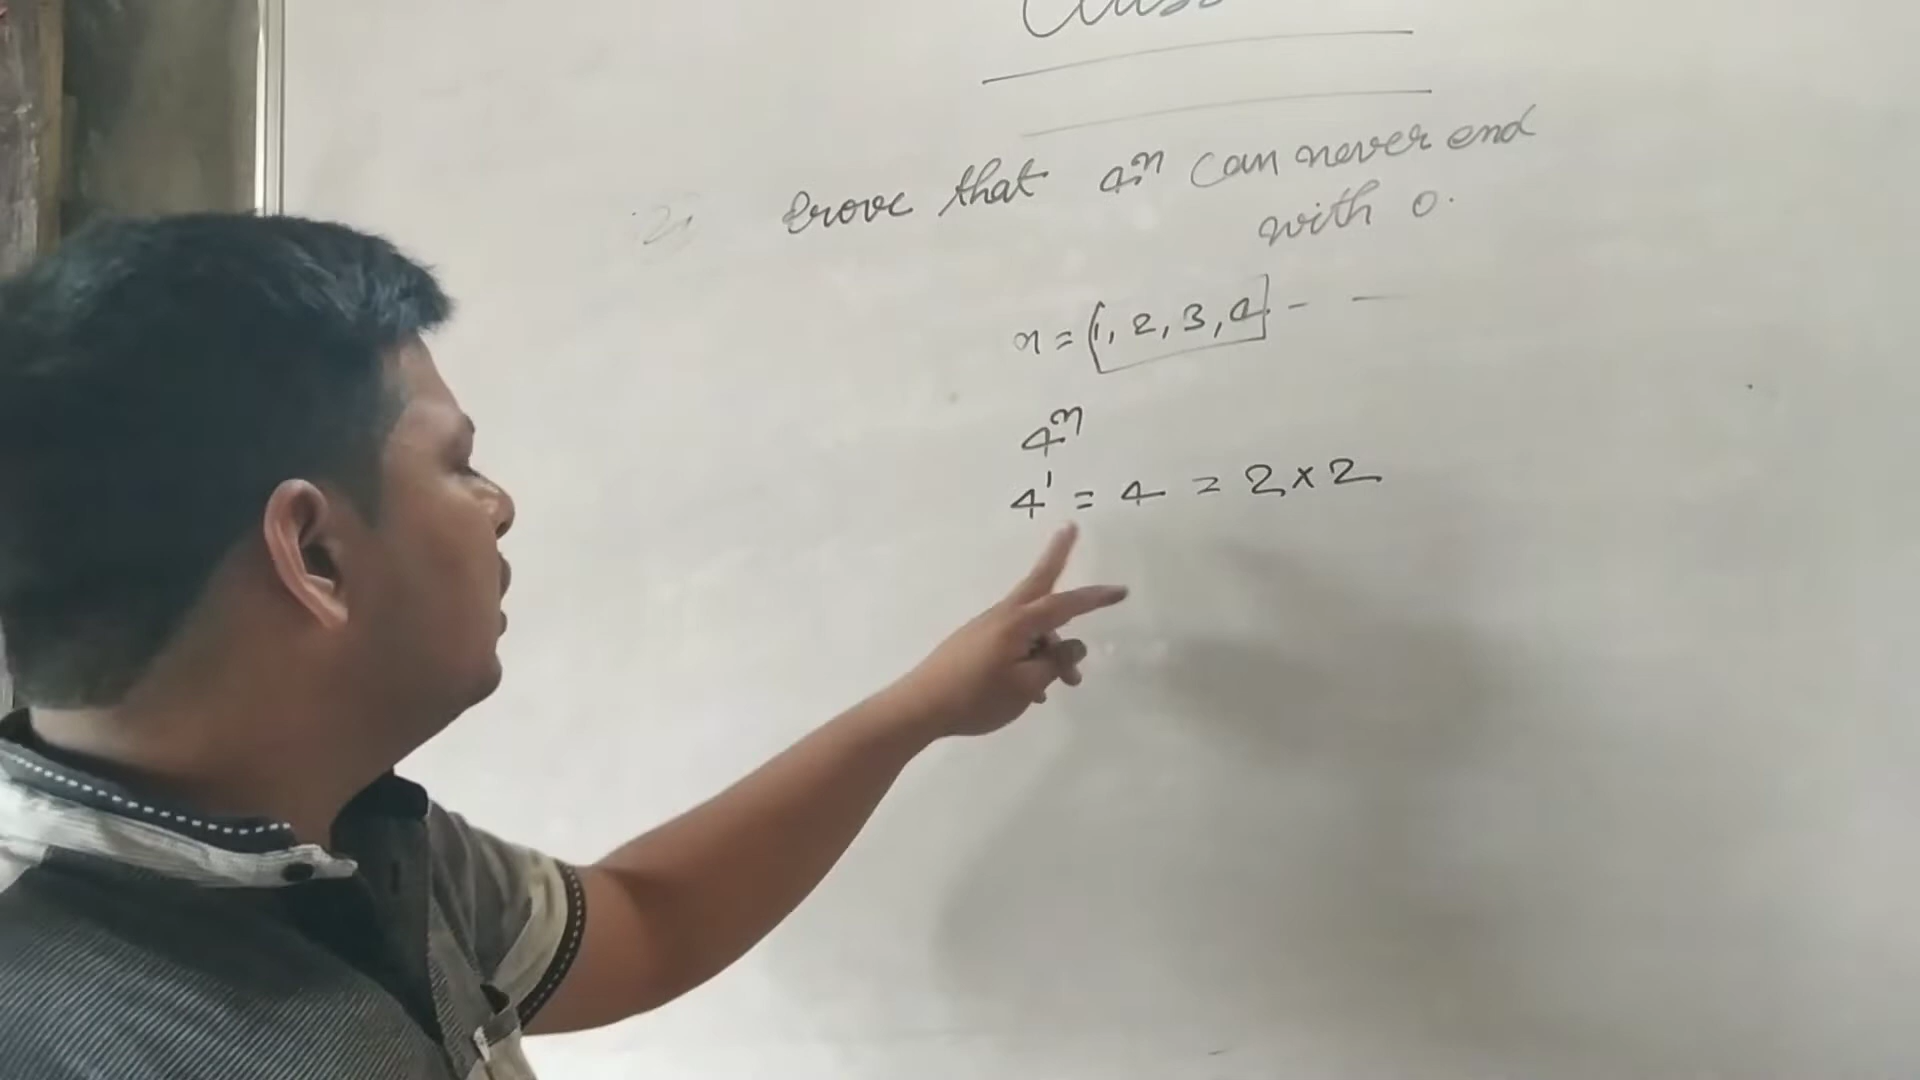 Class
2) Prove that 4ⁿ can never end
with 0.
n = [1, 2, 3, 4] - -
4ⁿ
4¹ = 4 = 2 × 2